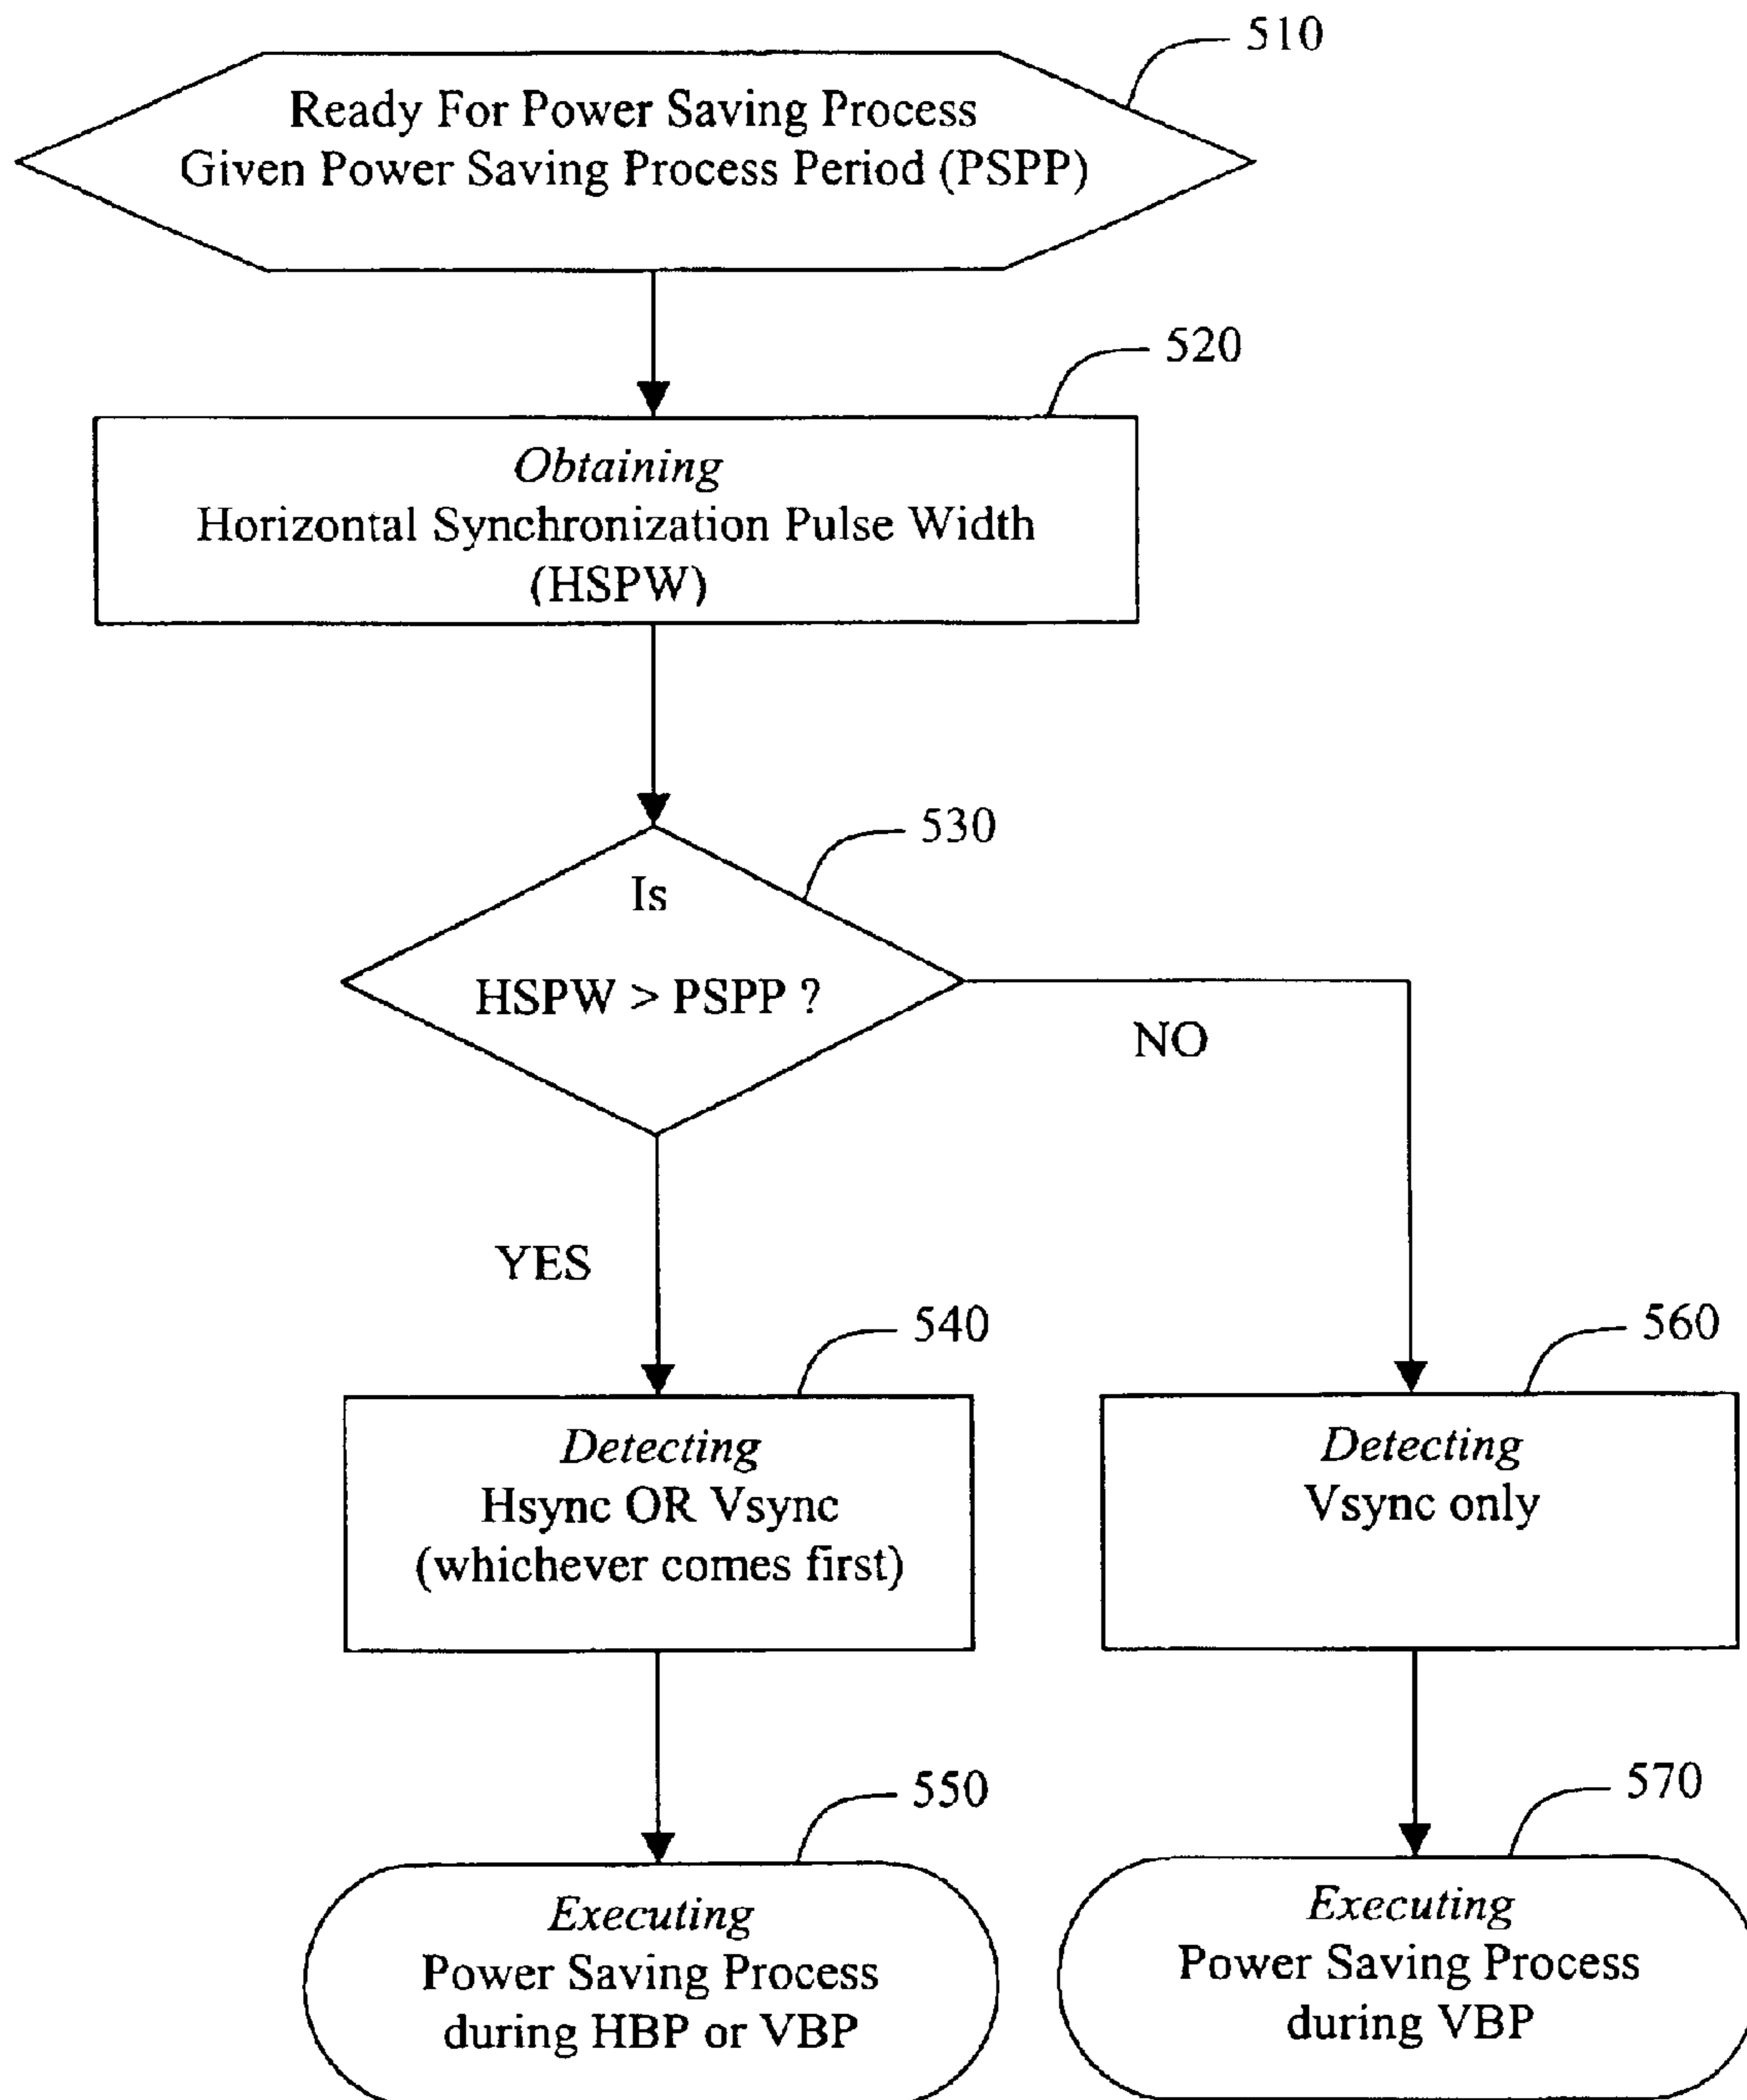 510
Ready For Power Saving Process
Given Power Saving Process Period (PSPP)
520
Obtaining
Horizontal Synchronization Pulse Width
(HSPW)
530
Is
HSPW > PSPP ?
NO
YES
540
560
Detecting
Hsync OR Vsync
(whichever comes first)
Detecting
Vsync only
550
570
Executing
Power Saving Process
during HBP or VBP
Executing
Power Saving Process
during VBP